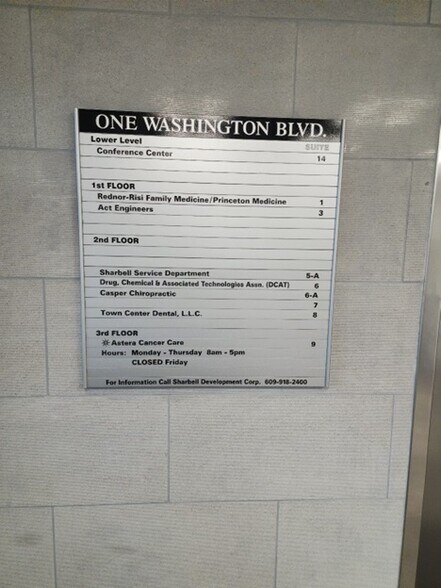 ONE WASHINGTON BLVD.
Lower Level SUITE
Conference Center 14
1st FLOOR
Rednor-Risi Family Medicine/Princeton Medicine 1
Act Engineers 3
2nd FLOOR
Sharbell Service Department 5-A
Drug, Chemical & Associated Technologies Assn. (DCAT) 6
Casper Chiropractic 6-A
7
Town Center Dental, L.L.C. 8
3rd FLOOR
Astera Cancer Care 9
Hours: Monday - Thursday 8am - 5pm
CLOSED Friday
For Information Call Sharbell Development Corp. 609-918-2400